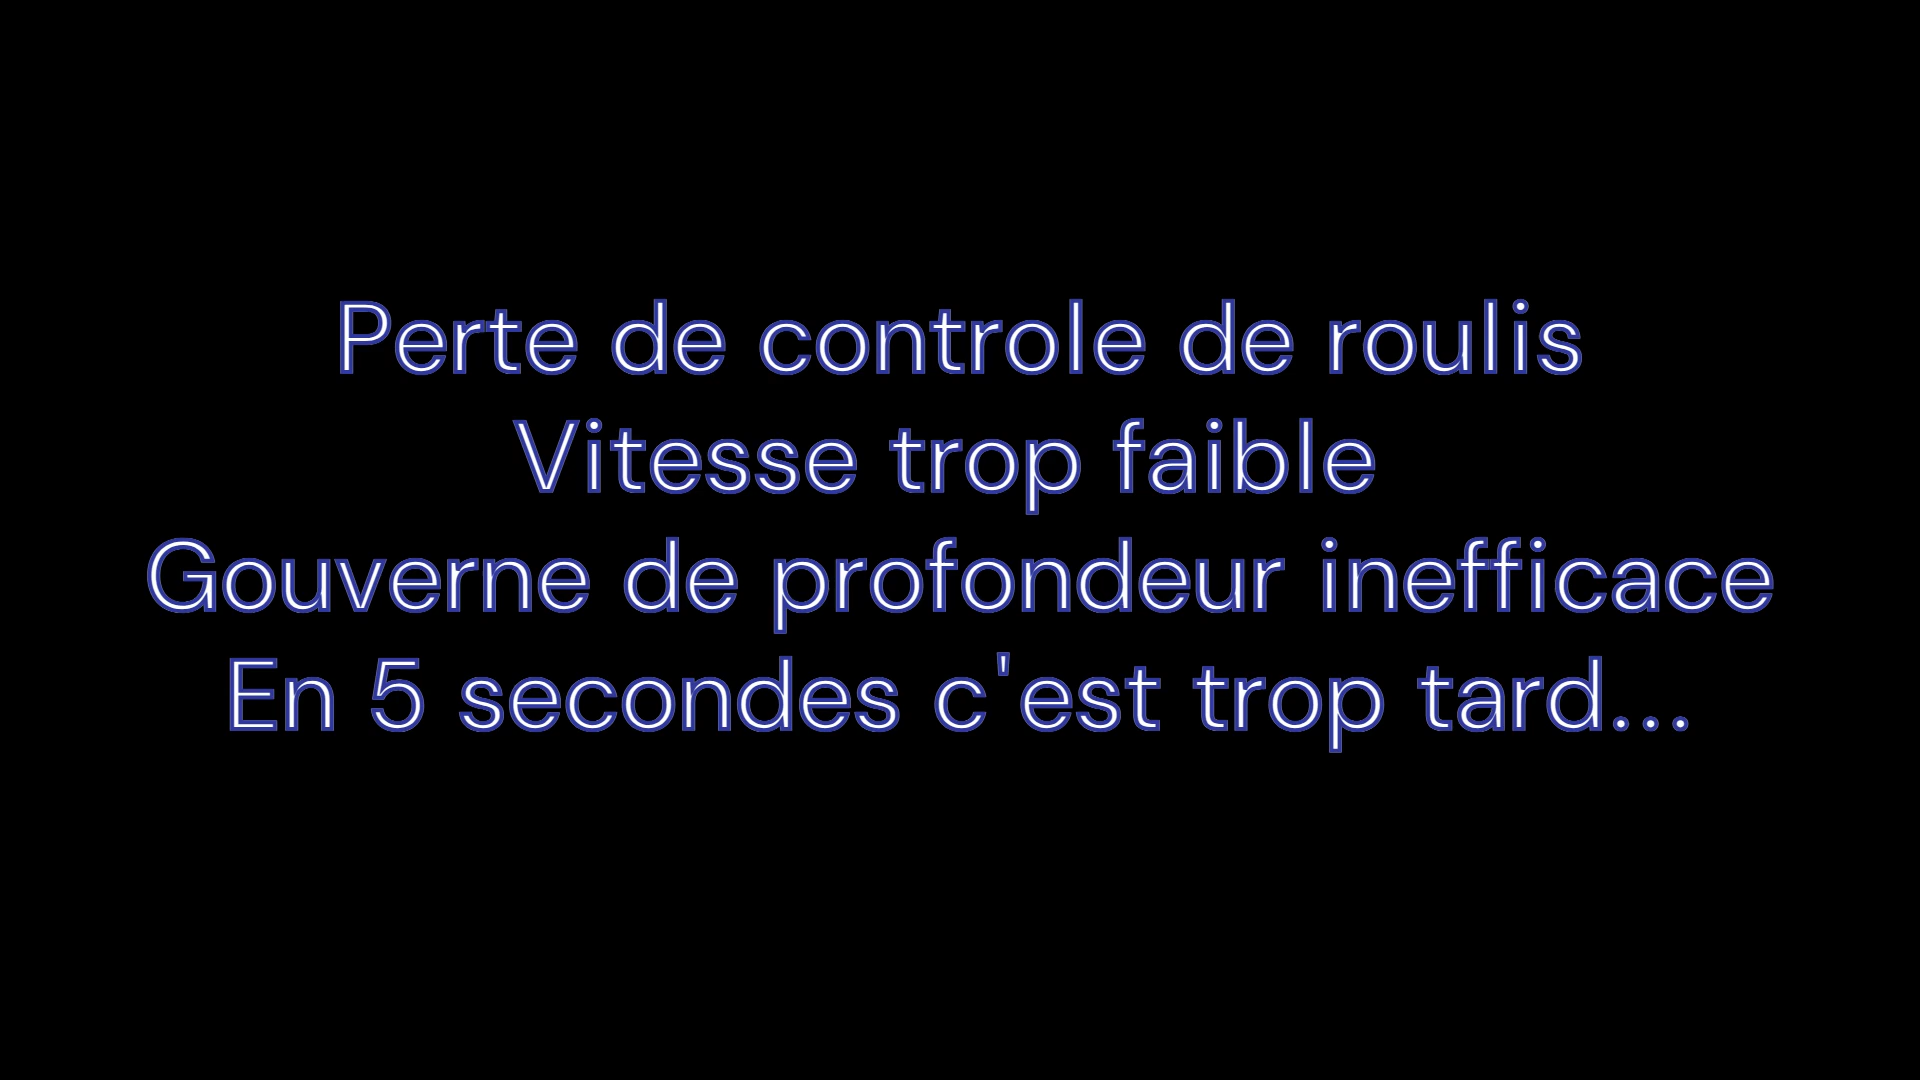 Perte de controle de roulis
Vitesse trop faible
Gouverne de profondeur inefficace
En 5 secondes c'est trop tard...